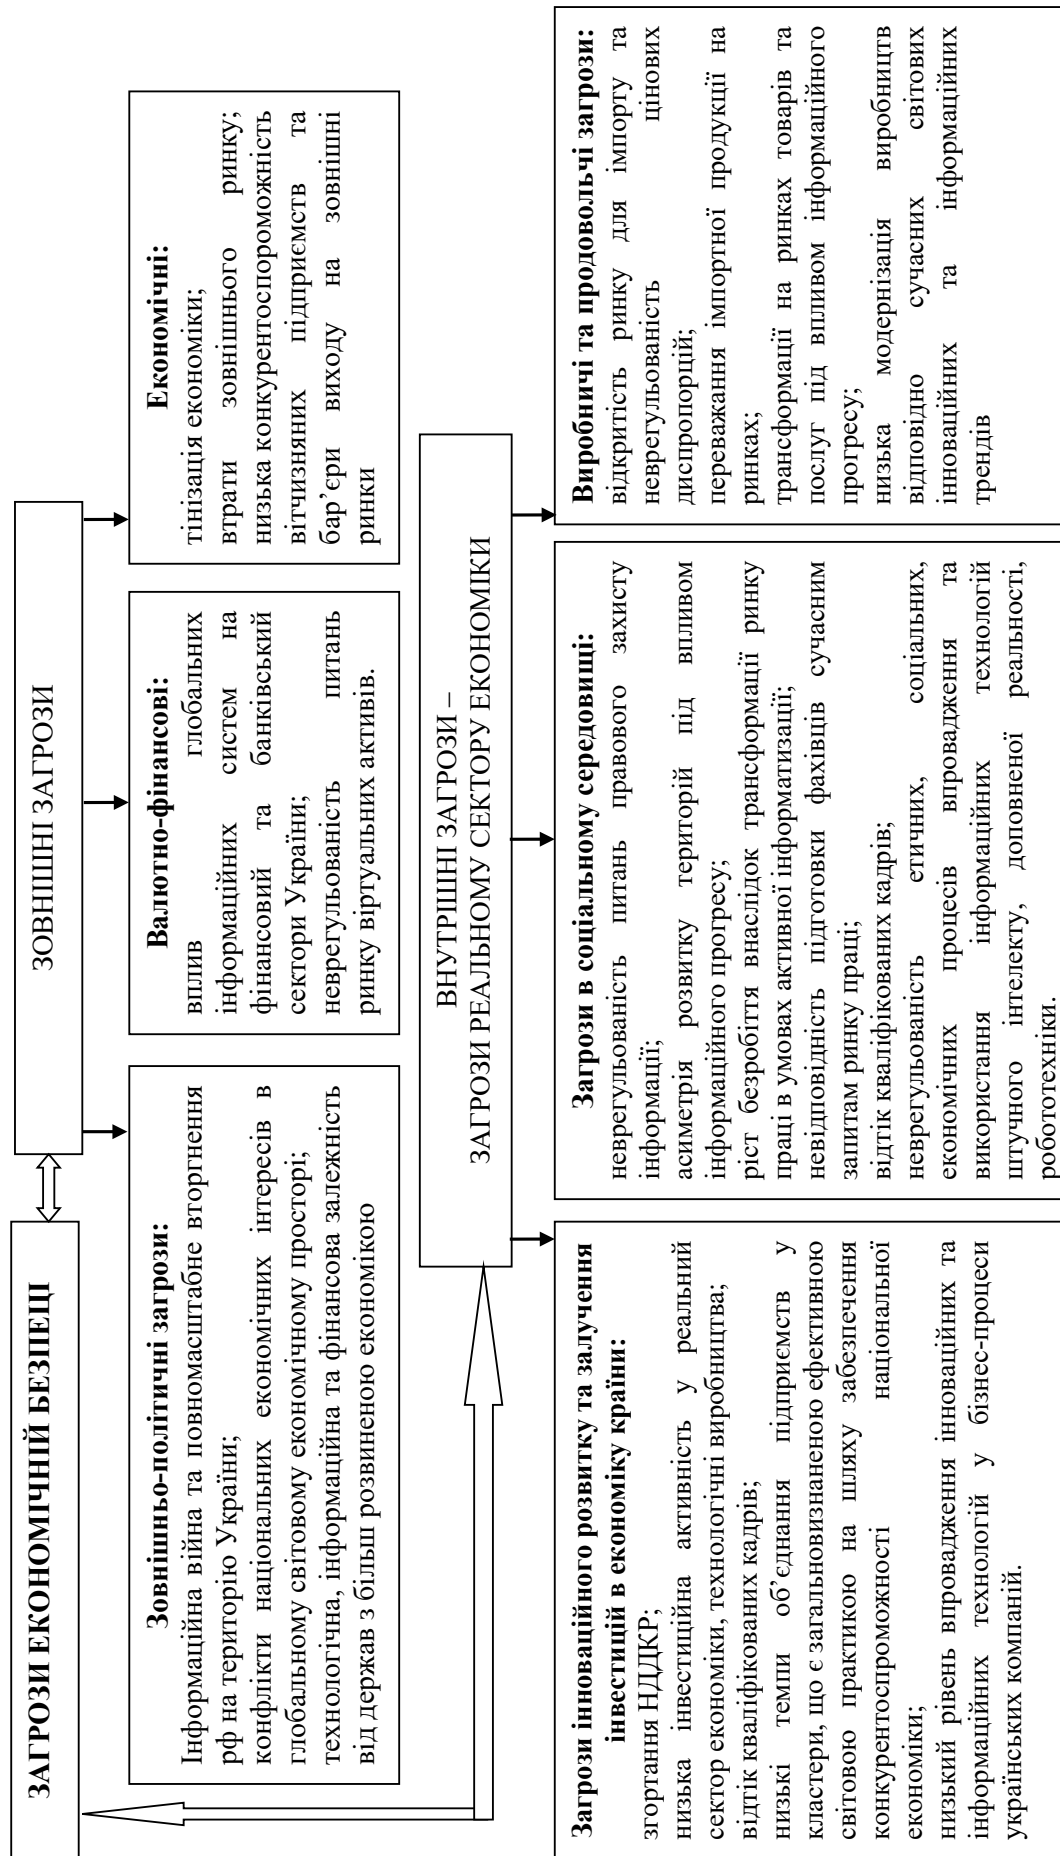 ЗАГРОЗИ ЕКОНОМІЧНІЙ БЕЗПЕЦІ
ЗОВНІШНІ ЗАГРОЗИ
Зовнішньо-політичні загрози:
Інформаційна війна та повномасштабне вторгнення
рф на територію України;
конфлікти національних економічних інтересів в
глобальному світовому економічному просторі;
технологічна, інформаційна та фінансова залежність
від держав з більш розвиненою економікою
Валютно-фінансові:
вплив глобальних
інформаційних систем на
фінансовий та банківський
сектори України;
неврегульованість питань
ринку віртуальних активів.
Економічні:
тінізація економіки;
втрати зовнішнього ринку;
низька конкурентоспороможність
вітчизняних підприємств та
бар’єри виходу на зовнішні
ринки
ВНУТРІШНІ ЗАГРОЗИ –
ЗАГРОЗИ РЕАЛЬНОМУ СЕКТОРУ ЕКОНОМІКИ
Загрози інноваційного розвитку та залучення
інвестицій в економіку країни:
згортання НДДКР;
низька інвестиційна активність у реальний
сектор економіки, технологічні виробництва;
відтік кваліфікованих кадрів;
низькі темпи об’єднання підприємств у
кластери, що є загальновизнаною ефективною
світовою практикою на шляху забезпечення
конкурентоспроможності національної
економіки;
низький рівень впровадження інноваційних та
інформаційних технологій у бізнес-процеси
українських компаній.
Загрози в соціальному середовищі:
неврегульованість питань правового захисту
інформації;
асиметрія розвитку територій під впливом
інформаційного прогресу;
ріст безробіття внаслідок трансформації ринку
праці в умовах активної інформатизації;
невідповідність підготовки фахівців сучасним
запитам ринку праці;
відтік кваліфікованих кадрів;
неврегульованість етичних, соціальних,
економічних процесів впровадження та
використання інформаційних технологій
штучного інтелекту, доповненої реальності,
робототехніки.
Виробничі та продовольчі загрози:
відкритість ринку для імпорту та
неврегульованість цінових
диспропорцій;
переважання імпортної продукції на
ринках;
трансформації на ринках товарів та
послуг під впливом інформаційного
прогресу;
низька модернізація виробництв
відповідно сучасних світових
інноваційних та інформаційних
трендів